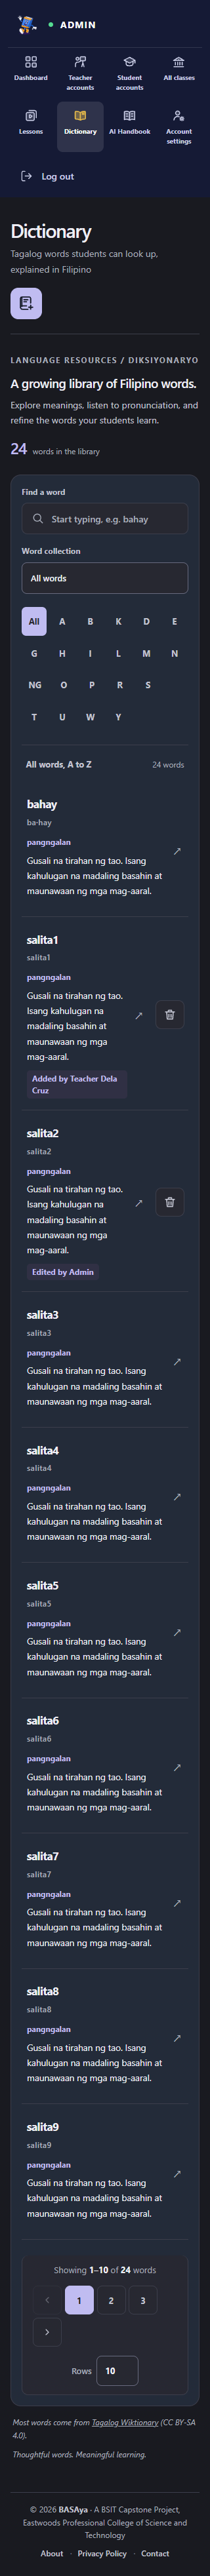 ADMIN
Dashboard
Teacher accounts
Student accounts
All classes
Lessons
Dictionary
AI Handbook
Account settings
Log out
Dictionary
Tagalog words students can look up,
explained in Filipino
LANGUAGE RESOURCES / DIKSIYONARYO
A growing library of Filipino words.
Explore meanings, listen to pronunciation, and
refine the words your students learn.
24 words in the library
Find a word
Start typing, e.g. bahay
Word collection
All words
All A B K D E
G H I L M N
NG O P R S
T U W Y
All words, A to Z 24 words
bahay
ba-hay
pangngalan
Gusali na tirahan ng tao. Isang
kahulugan na madaling basahin at
maunawaan ng mga mag-aaral.
salita1
salita1
pangngalan
Gusali na tirahan ng tao.
Isang kahulugan na
madaling basahin at
maunawaan ng mga
mag-aaral.
Added by Teacher Dela
Cruz
salita2
salita2
pangngalan
Gusali na tirahan ng tao.
Isang kahulugan na
madaling basahin at
maunawaan ng mga
mag-aaral.
Edited by Admin
salita3
salita3
pangngalan
Gusali na tirahan ng tao. Isang
kahulugan na madaling basahin at
maunawaan ng mga mag-aaral.
salita4
salita4
pangngalan
Gusali na tirahan ng tao. Isang
kahulugan na madaling basahin at
maunawaan ng mga mag-aaral.
salita5
salita5
pangngalan
Gusali na tirahan ng tao. Isang
kahulugan na madaling basahin at
maunawaan ng mga mag-aaral.
salita6
salita6
pangngalan
Gusali na tirahan ng tao. Isang
kahulugan na madaling basahin at
maunawaan ng mga mag-aaral.
salita7
salita7
pangngalan
Gusali na tirahan ng tao. Isang
kahulugan na madaling basahin at
maunawaan ng mga mag-aaral.
salita8
salita8
pangngalan
Gusali na tirahan ng tao. Isang
kahulugan na madaling basahin at
maunawaan ng mga mag-aaral.
salita9
salita9
pangngalan
Gusali na tirahan ng tao. Isang
kahulugan na madaling basahin at
maunawaan ng mga mag-aaral.
Showing 1–10 of 24 words
1 2 3
Rows 10
Most words come from Tagalog Wiktionary (CC BY-SA
4.0).
Thoughtful words. Meaningful learning.
© 2026 BASAya - A BSIT Capstone Project,
Eastwoods Professional College of Science and
Technology
About · Privacy Policy · Contact